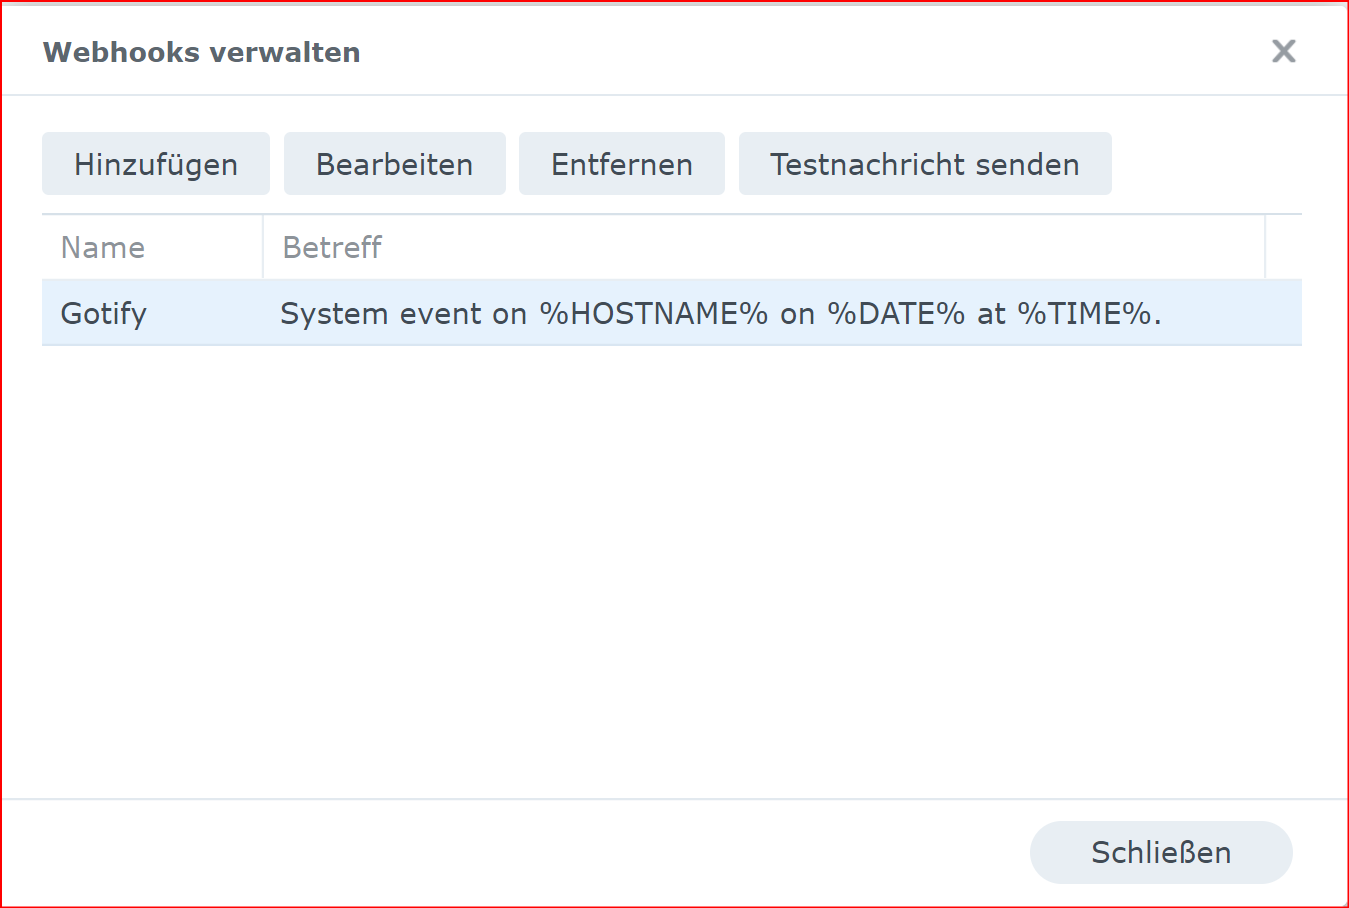 Webhooks verwalten
Hinzufügen Bearbeiten Entfernen Testnachricht senden
Name Betreff
Gotify System event on %HOSTNAME% on %DATE% at %TIME%.
Schließen